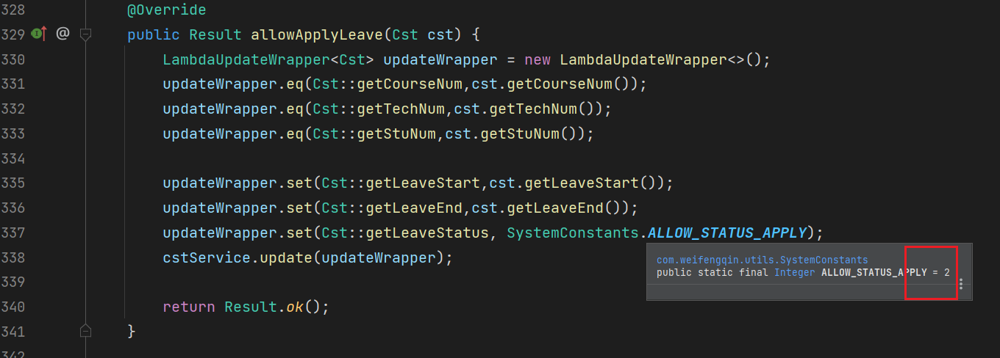 328 @Override
329 @ public Result allowApplyLeave(Cst cst) {
330 LambdaUpdateWrapper<Cst> updateWrapper = new LambdaUpdateWrapper<>();
331 updateWrapper.eq(Cst::getCourseNum,cst.getCourseNum());
332 updateWrapper.eq(Cst::getTechNum,cst.getTechNum());
333 updateWrapper.eq(Cst::getStuNum,cst.getStuNum());
334
335 updateWrapper.set(Cst::getLeaveStart,cst.getLeaveStart());
336 updateWrapper.set(Cst::getLeaveEnd,cst.getLeaveEnd());
337 updateWrapper.set(Cst::getLeaveStatus, SystemConstants.ALLOW_STATUS_APPLY);
338 cstService.update(updateWrapper);
com.weifengqin.utils.SystemConstants
public static final Integer ALLOW_STATUS_APPLY = 2
339
340 return Result.ok();
341 }
342